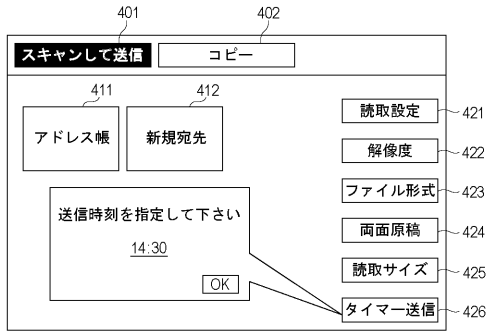 401
402
スキャンして送信
コピー
411
412
アドレス帳
新規宛先
読取設定
421
解像度
422
ファイル形式
423
両面原稿
424
読取サイズ
425
タイマー送信
426
送信時刻を指定して下さい
14:30
OK